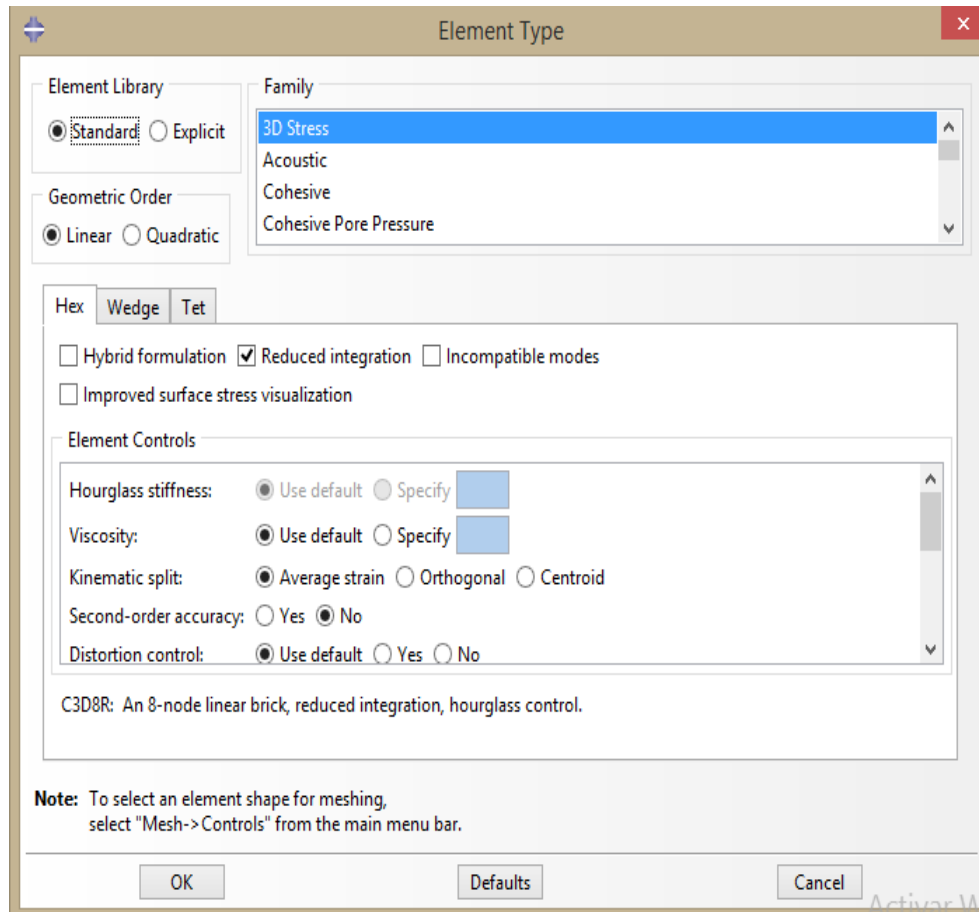 Element Type
x
Element Library
Standard Explicit
Family
3D Stress
Acoustic
Cohesive
Cohesive Pore Pressure
Geometric Order
Linear Quadratic
Hex Wedge Tet
Hybrid formulation Reduced integration Incompatible modes
Improved surface stress visualization
Element Controls
Hourglass stiffness: Use default Specify
Viscosity: Use default Specify
Kinematic split: Average strain Orthogonal Centroid
Second-order accuracy: Yes No
Distortion control: Use default Yes No
C3D8R: An 8-node linear brick, reduced integration, hourglass control.
Note: To select an element shape for meshing,
select "Mesh->Controls" from the main menu bar.
OK Defaults Cancel
Activar W